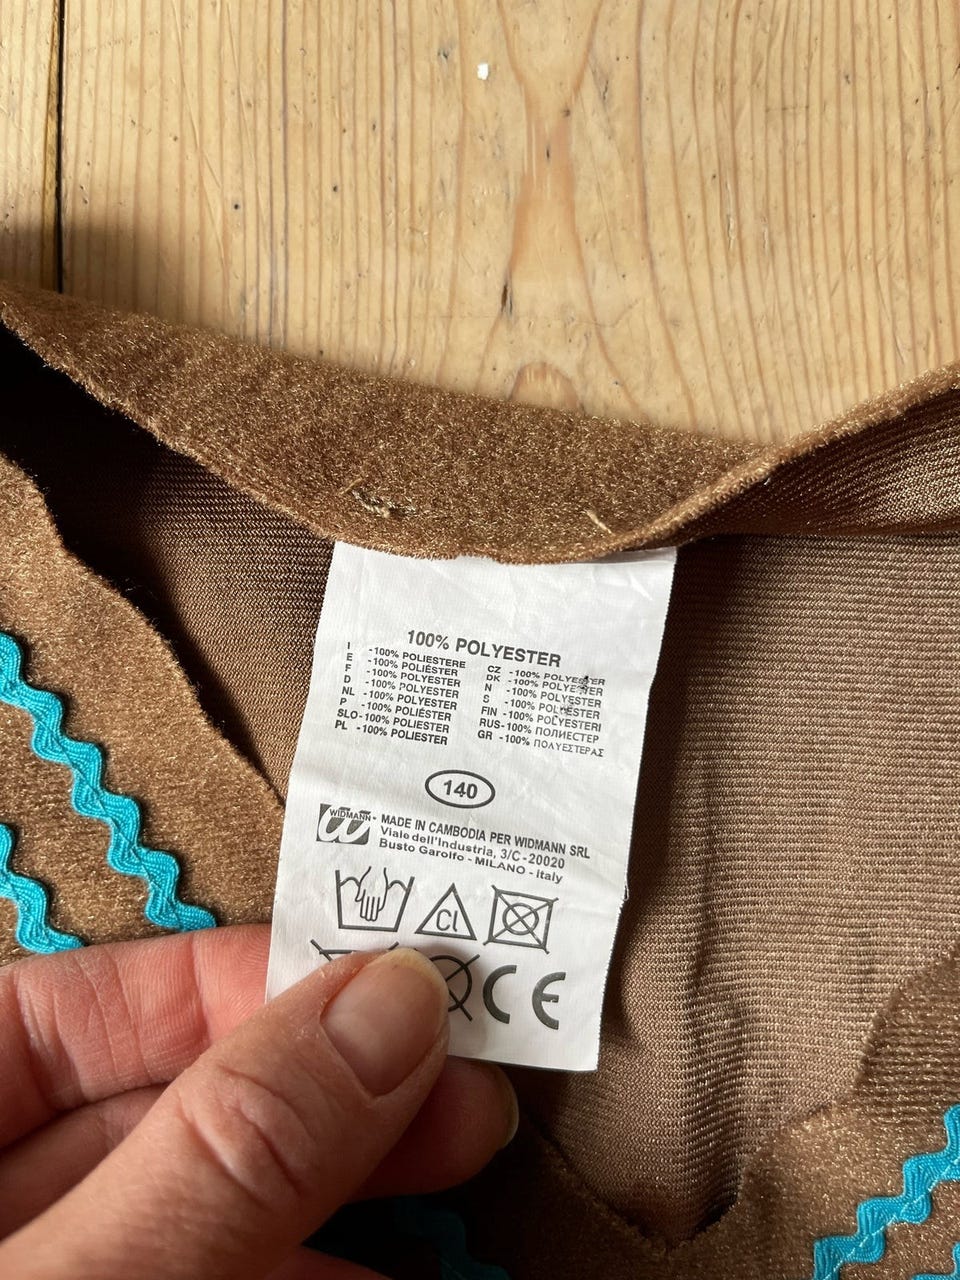 100% POLYESTER
I -100% POLIESTERE
E -100% POLIÉSTER
F -100% POLYESTER
D -100% POLYESTER
NL -100% POLYESTER
P -100% POLIÉSTER
SLO-100% POLIESTER
PL -100% POLIESTER
CZ -100% POLYESTER
DK -100% POLYESTER
N -100% POLYESTER
S -100% POLYESTER
FIN -100% POLYESTERI
RUS-100% ПОЛИЕСТЕР
GR -100% ΠΟΛΥΕΣΤΕΡΑΣ
140
WIDMANN
MADE IN CAMBODIA PER WIDMANN SRL
Viale dell'Industria, 3/C-20020
Busto Garolfo - MILANO - italy
Cl
CE